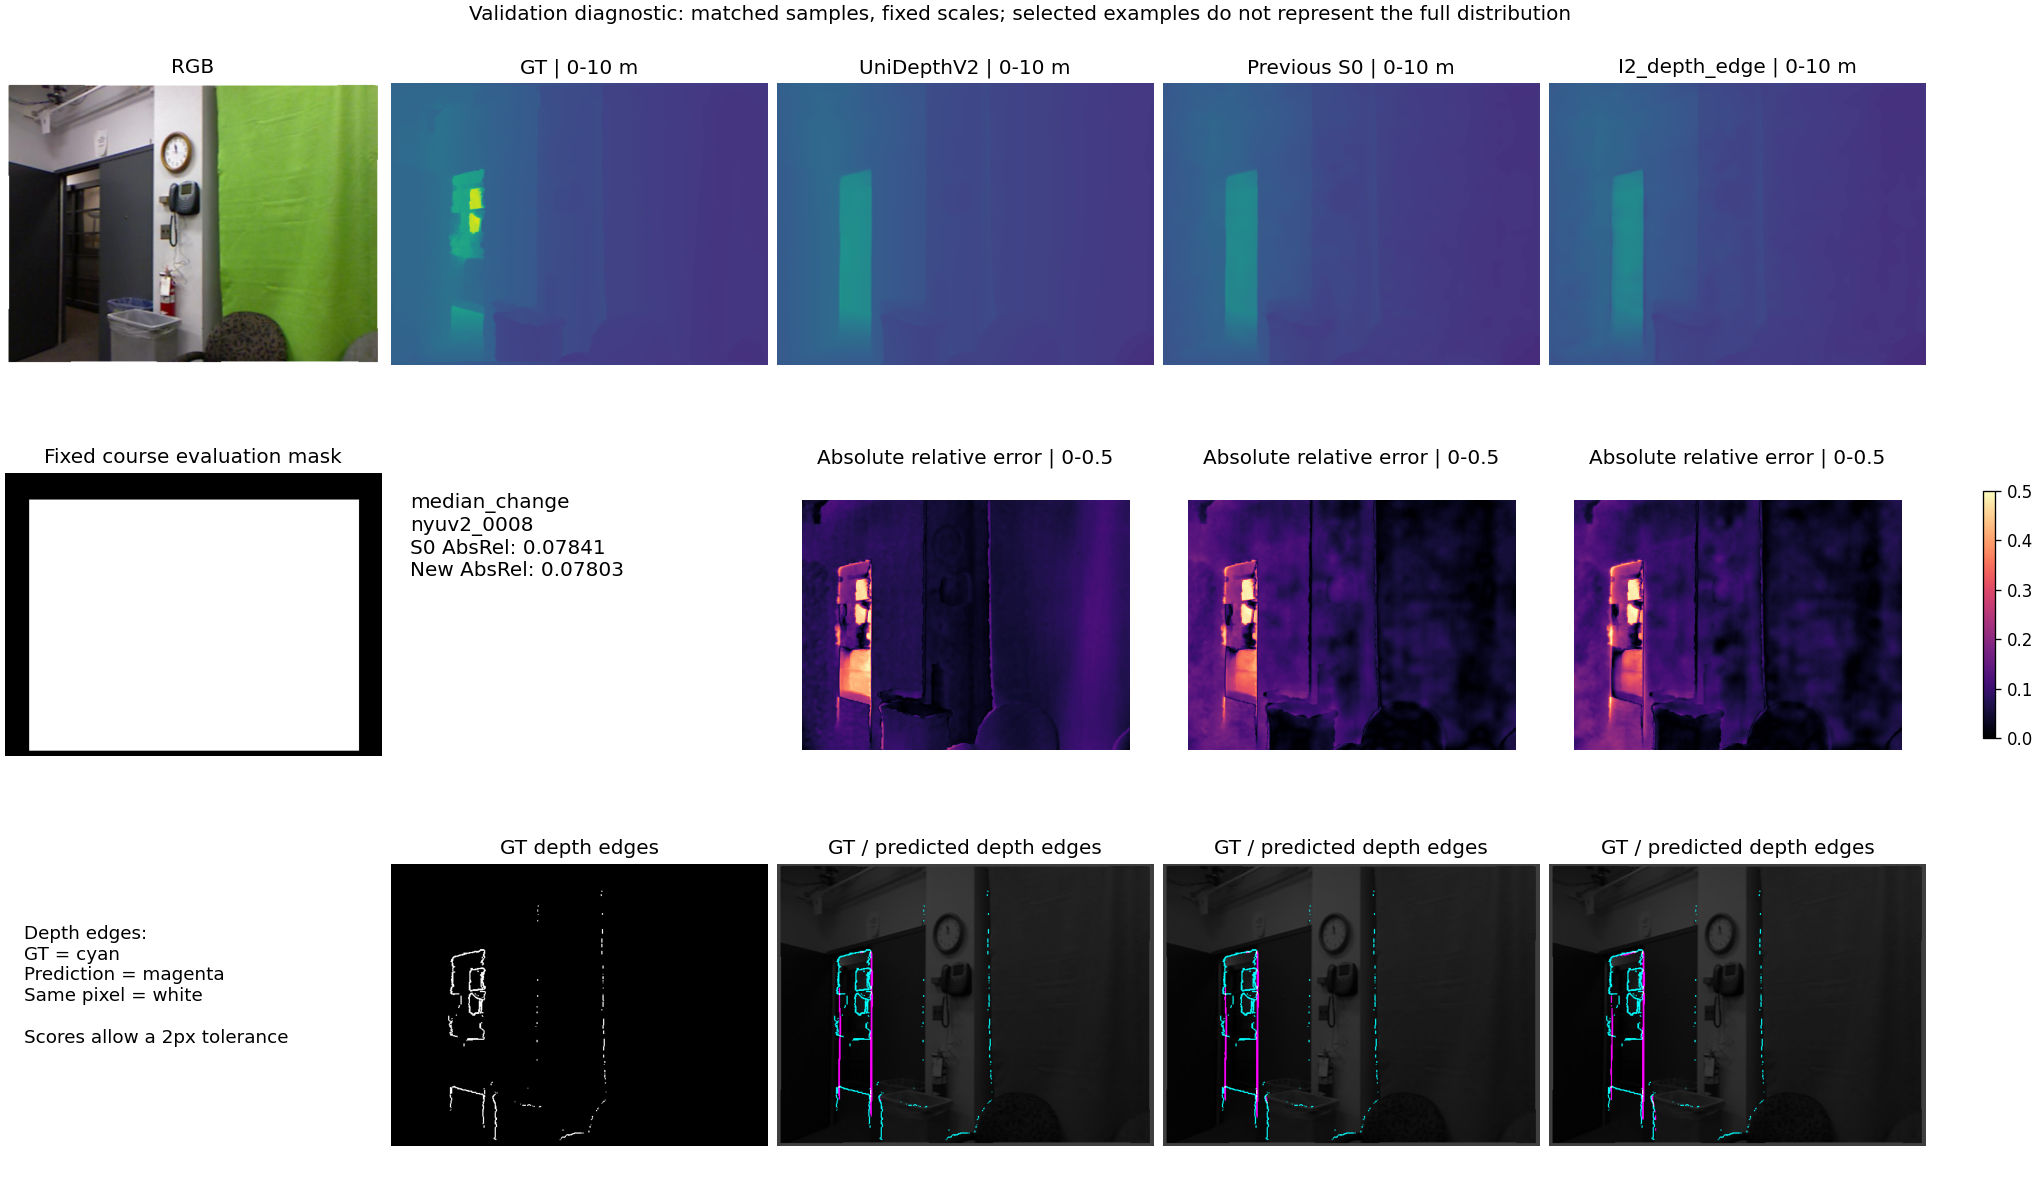 Validation diagnostic: matched samples, fixed scales; selected examples do not represent the full distribution
RGB
GT | 0-10 m
UniDepthV2 | 0-10 m
Previous S0 | 0-10 m
I2_depth_edge | 0-10 m
Fixed course evaluation mask
median_change
nyuv2_0008
S0 AbsRel: 0.07841
New AbsRel: 0.07803
Absolute relative error | 0-0.5
Absolute relative error | 0-0.5
Absolute relative error | 0-0.5
0.5
0.4
0.3
0.2
0.1
0.0
Depth edges:
GT = cyan
Prediction = magenta
Same pixel = white
Scores allow a 2px tolerance
GT depth edges
GT / predicted depth edges
GT / predicted depth edges
GT / predicted depth edges